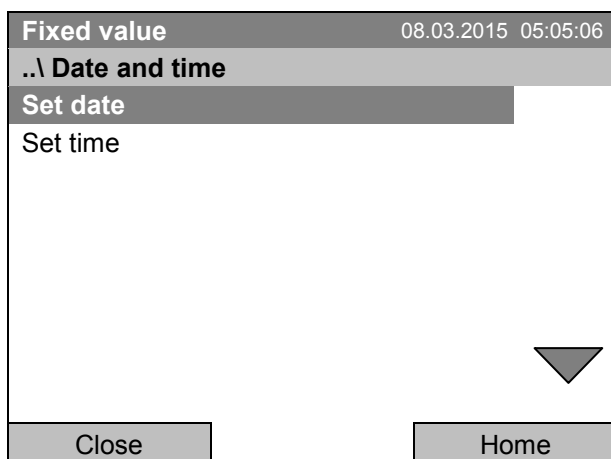 Fixed value 08.03.2015 05:05:06
..\ Date and time
Set date
Set time
Close Home